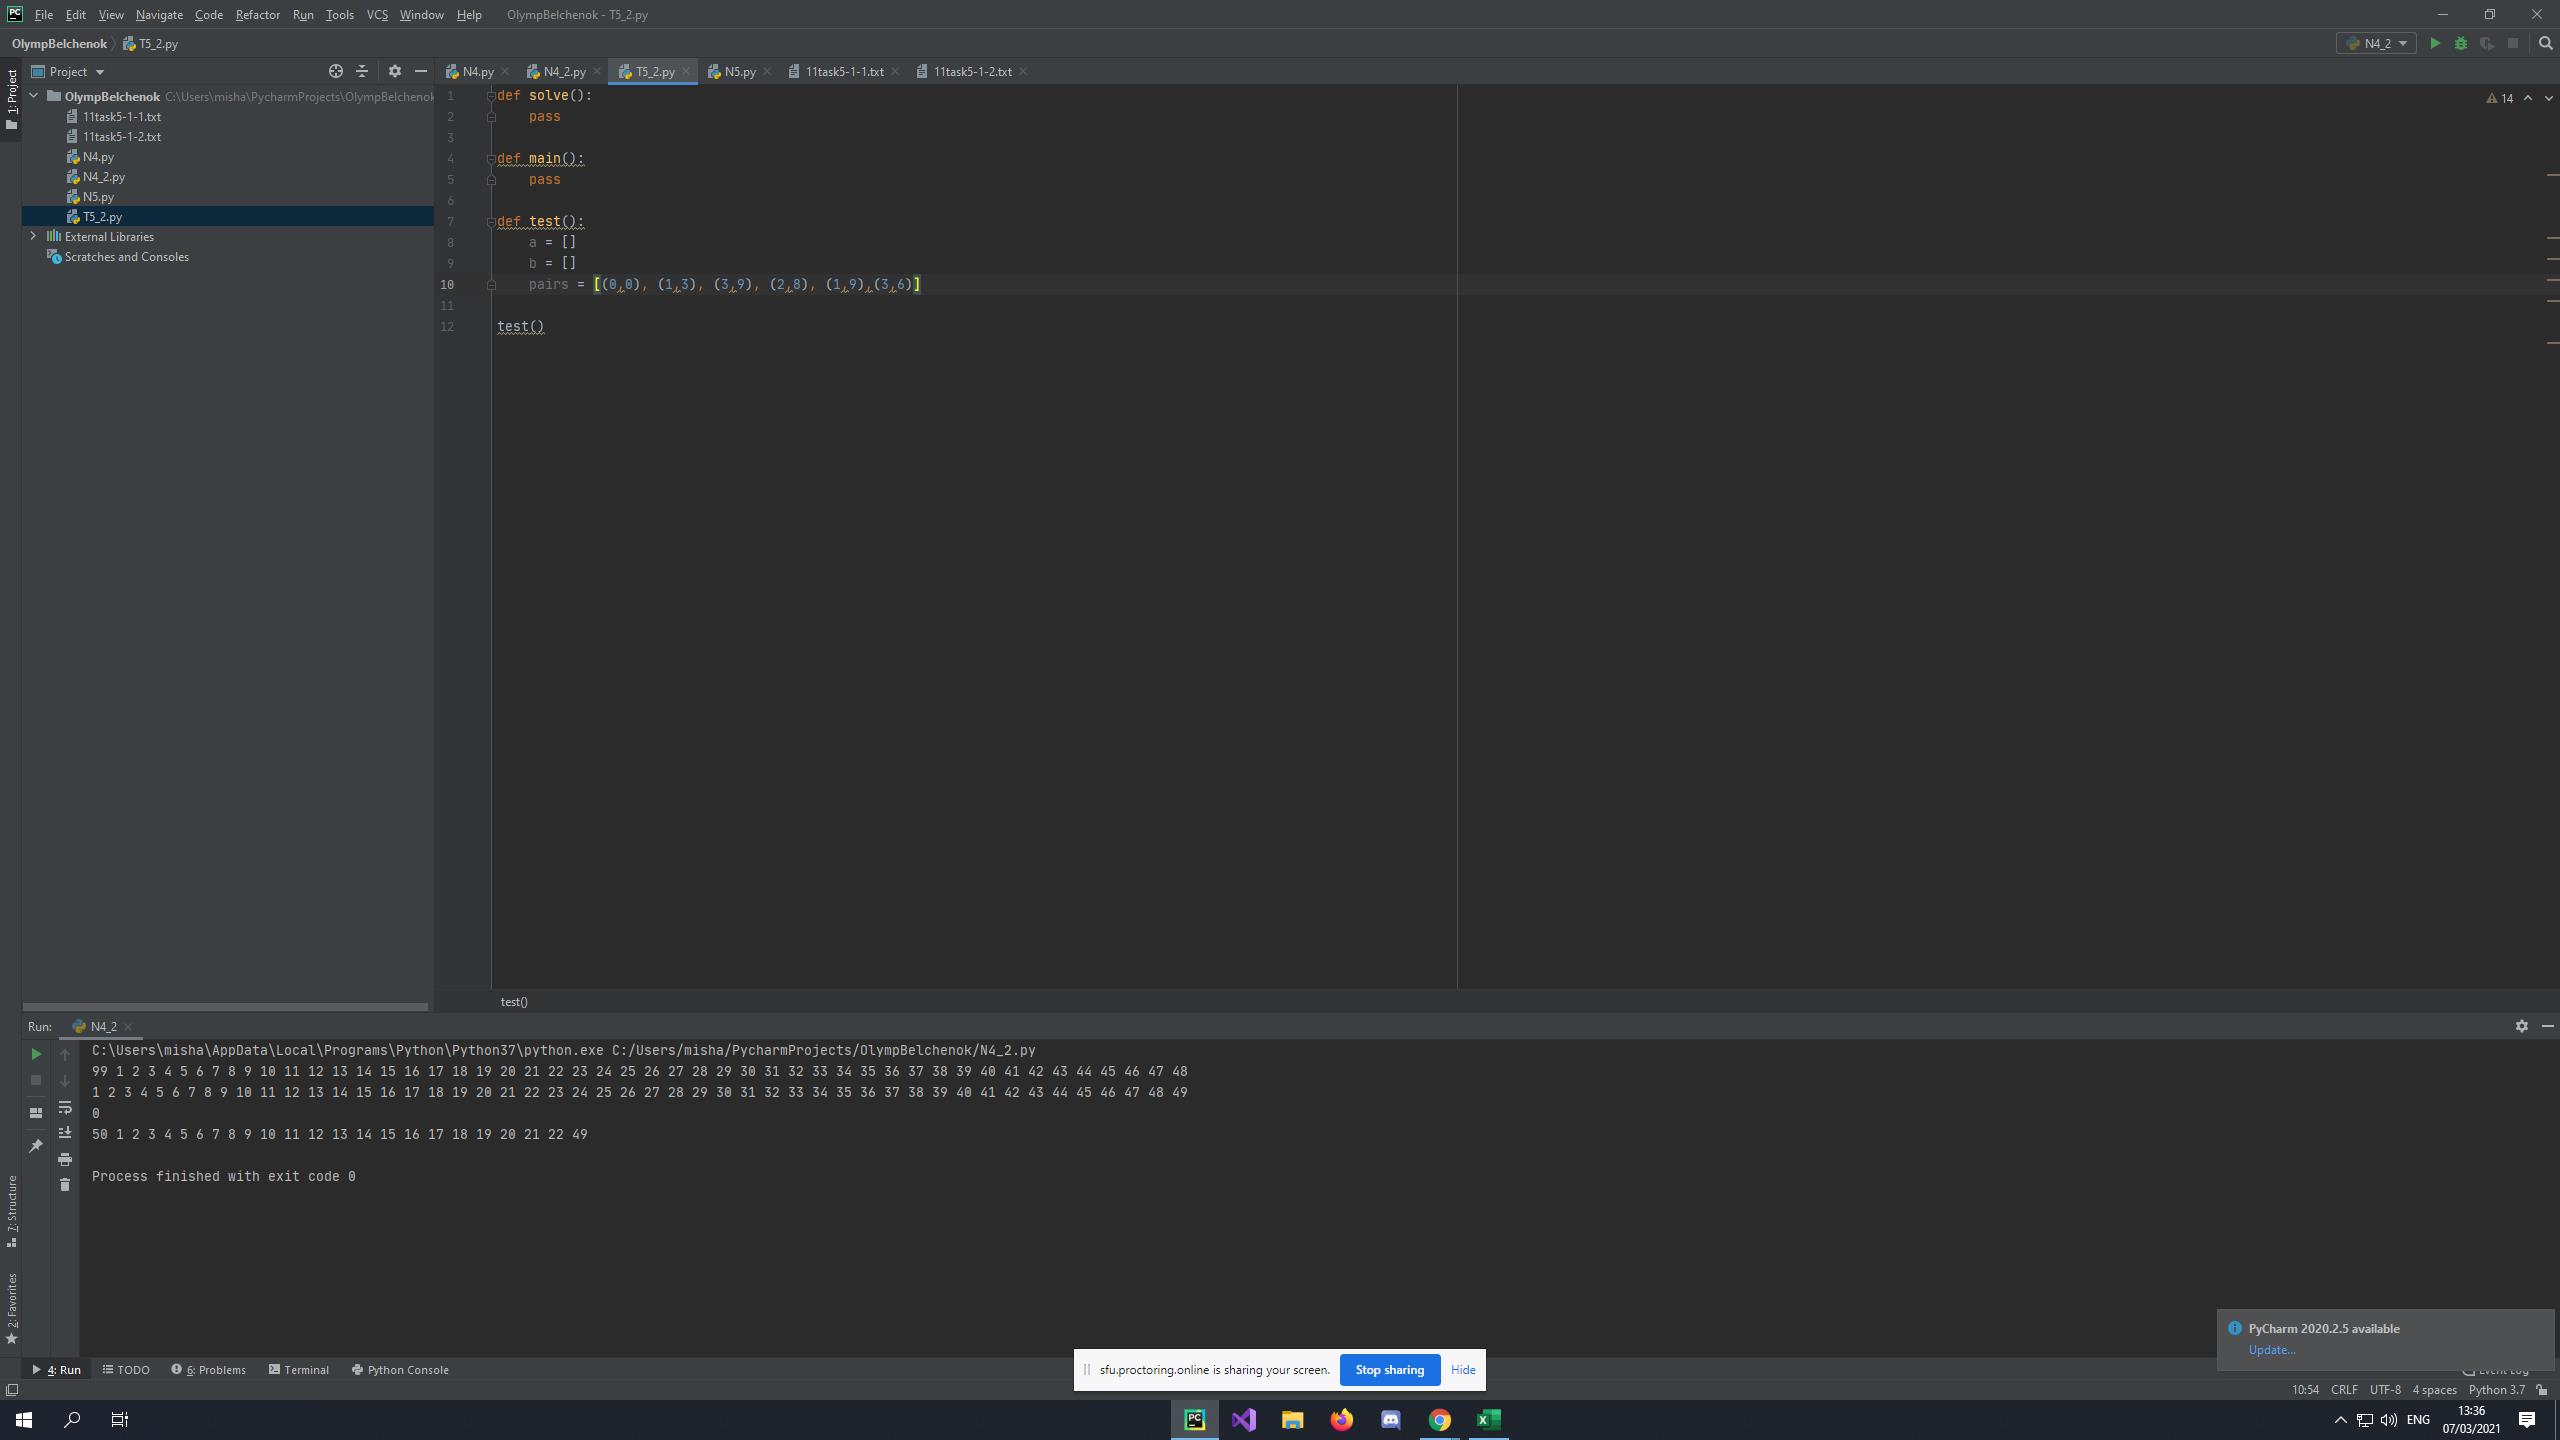 PC File Edit View Navigate Code Refactor Run Tools VCS Window Help OlympBelchenok - T5_2.py
OlympBelchenok T5_2.py N4_2
1: Project
Project N4.py N4_2.py T5_2.py N5.py 11task5-1-1.txt 11task5-1-2.txt
OlympBelchenok C:\Users\misha\PycharmProjects\OlympBelchenok
11task5-1-1.txt
11task5-1-2.txt
N4.py
N4_2.py
N5.py
T5_2.py
External Libraries
Scratches and Consoles
14
1 def solve():
2 pass
3
4 def main():
5 pass
6
7 def test():
8 a = []
9 b = []
10 pairs = [(0,0), (1,3), (3,9), (2,8), (1,9),(3,6)]
11
12 test()
test()
Run: N4_2
C:\Users\misha\AppData\Local\Programs\Python\Python37\python.exe C:/Users/misha/PycharmProjects/OlympBelchenok/N4_2.py
99 1 2 3 4 5 6 7 8 9 10 11 12 13 14 15 16 17 18 19 20 21 22 23 24 25 26 27 28 29 30 31 32 33 34 35 36 37 38 39 40 41 42 43 44 45 46 47 48
1 2 3 4 5 6 7 8 9 10 11 12 13 14 15 16 17 18 19 20 21 22 23 24 25 26 27 28 29 30 31 32 33 34 35 36 37 38 39 40 41 42 43 44 45 46 47 48 49
0
50 1 2 3 4 5 6 7 8 9 10 11 12 13 14 15 16 17 18 19 20 21 22 49
Process finished with exit code 0
7: Structure
2: Favorites
PyCharm 2020.2.5 available
Update...
4: Run TODO 6: Problems Terminal Python Console
Event Log
sfu.proctoring.online is sharing your screen. Stop sharing Hide
10:54 CRLF UTF-8 4 spaces Python 3.7
PC
ENG 13:36
07/03/2021